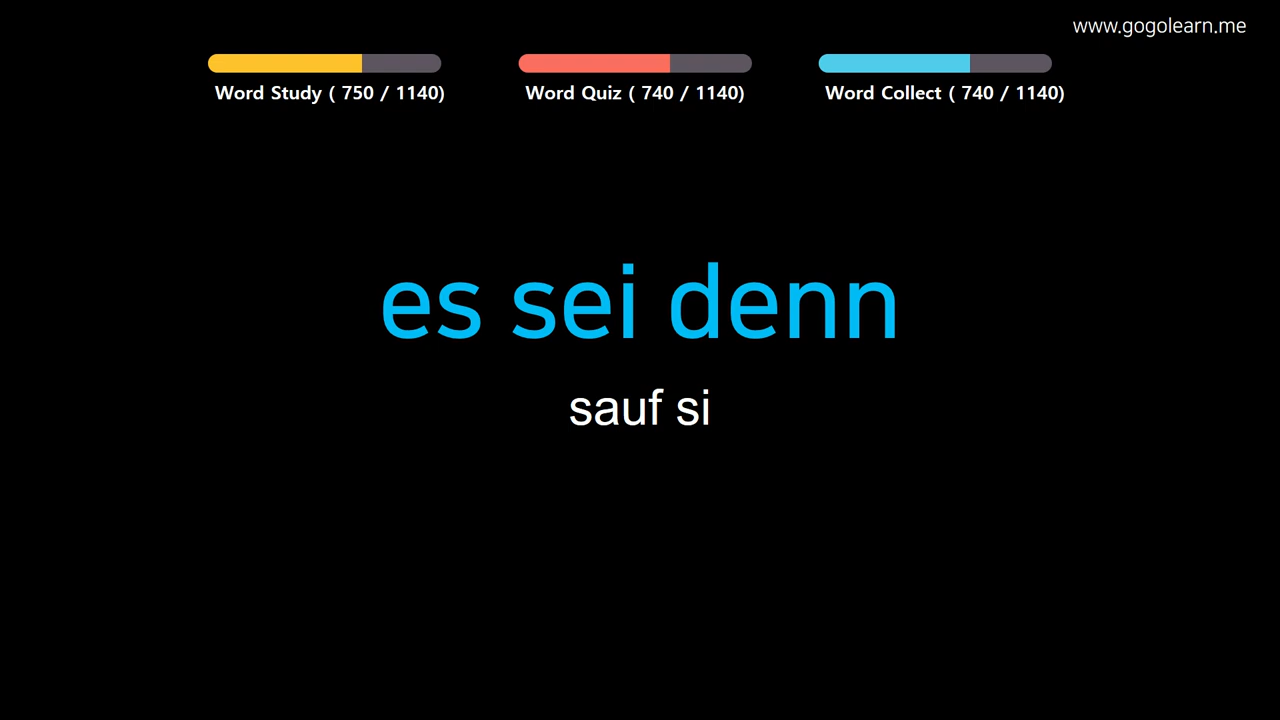 www.gogolearn.me
Word Study ( 750 / 1140)
Word Quiz ( 740 / 1140)
Word Collect ( 740 / 1140)
es sei denn
sauf si